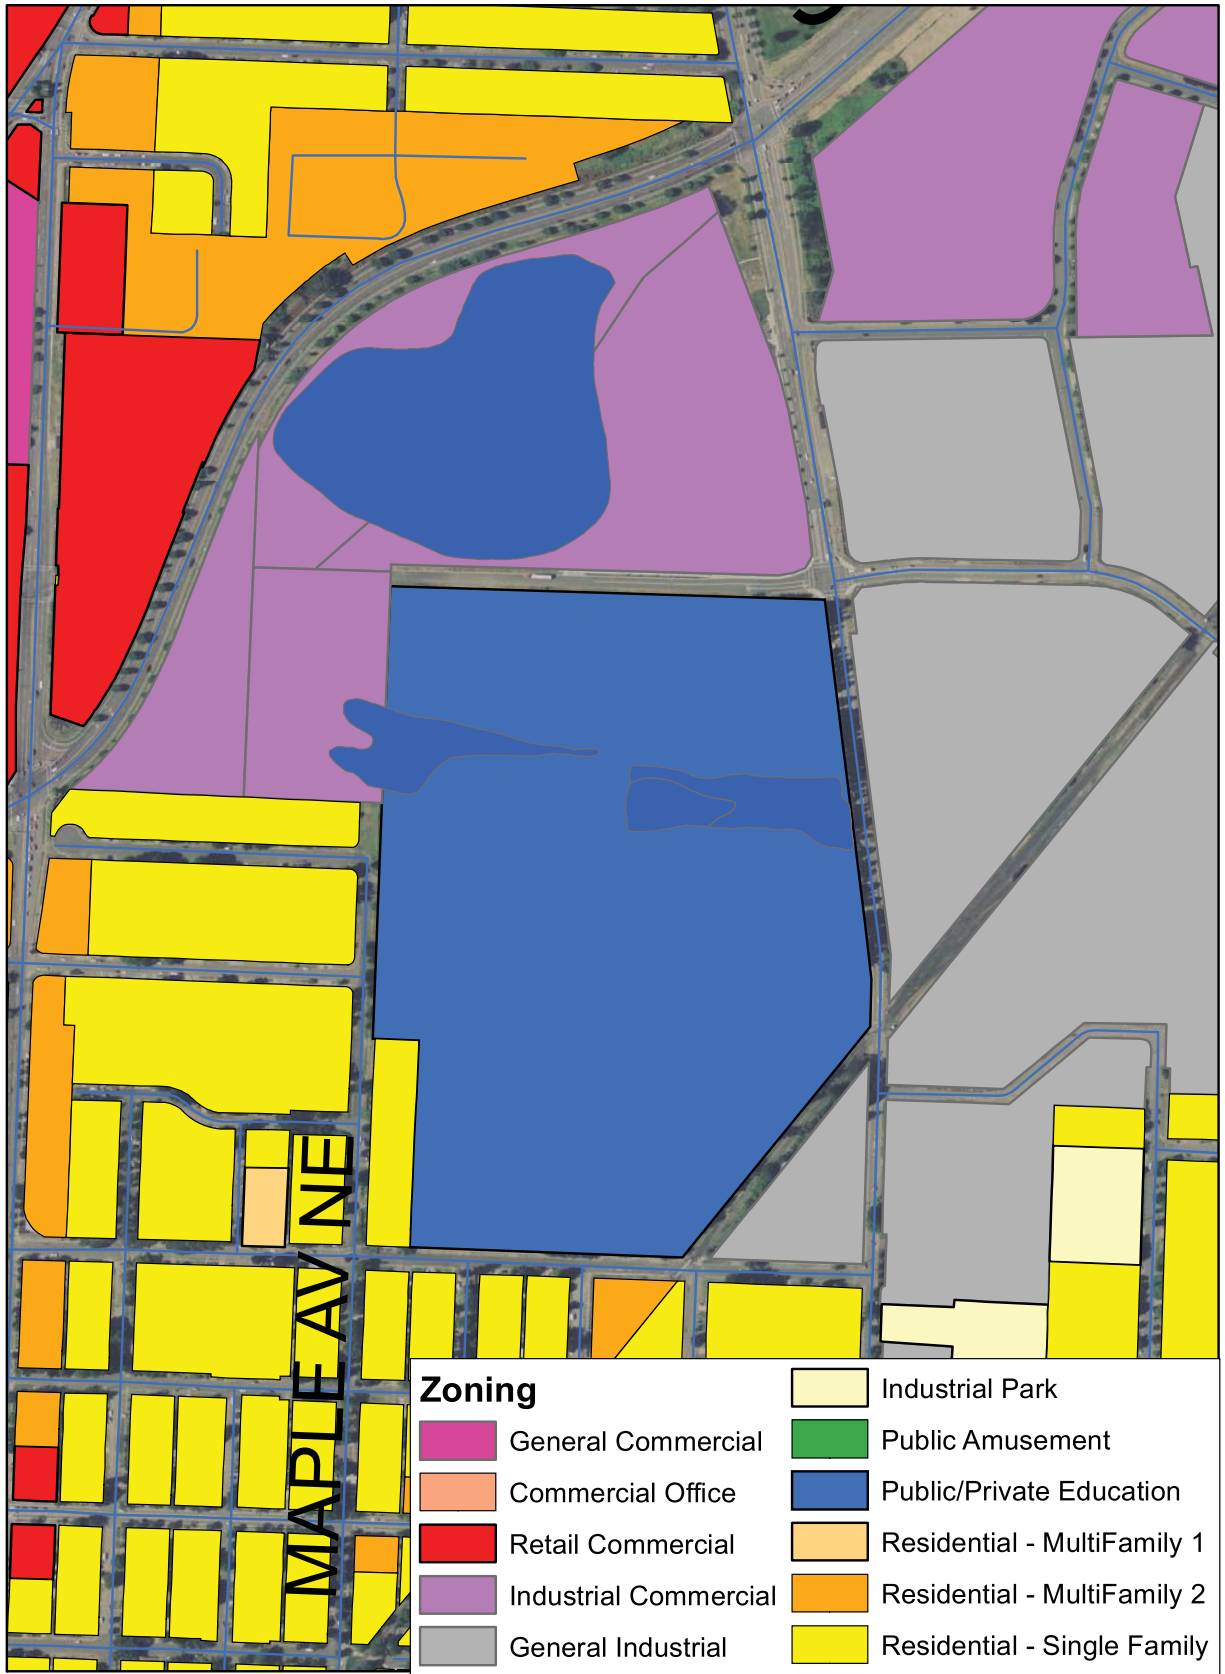 MAPLE AV NE
Zoning
General Commercial
Commercial Office
Retail Commercial
Industrial Commercial
General Industrial
Industrial Park
Public Amusement
Public/Private Education
Residential - MultiFamily 1
Residential - MultiFamily 2
Residential - Single Family